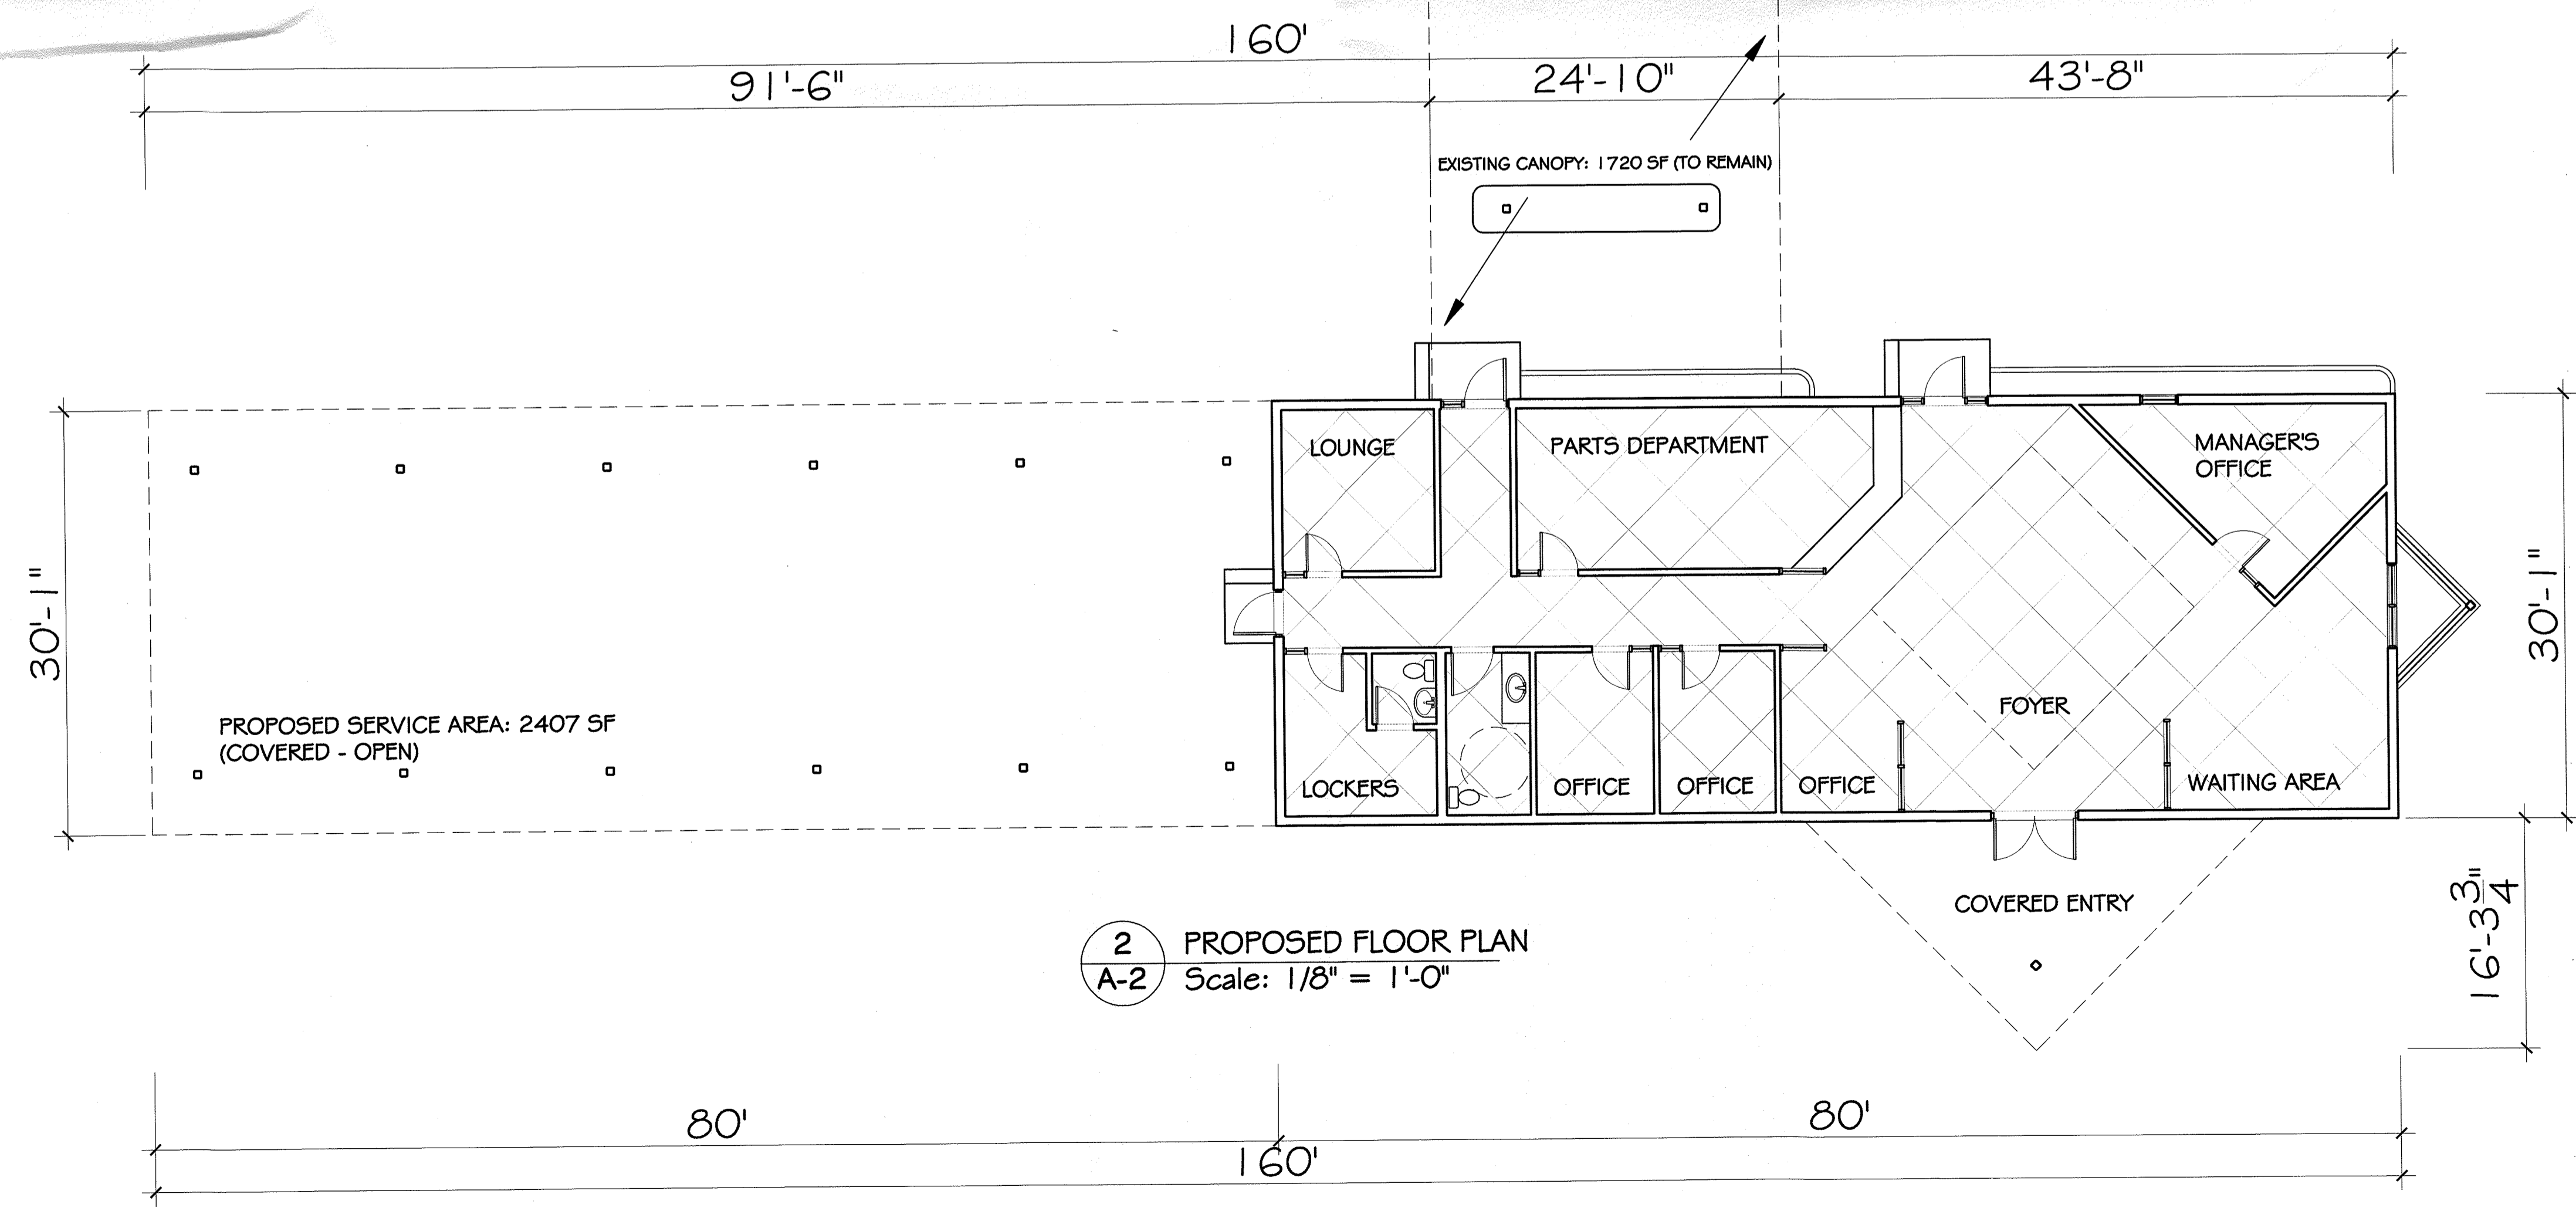 160'
91'-6"
24'-10"
43'-8"
EXISTING CANOPY: 1720 SF (TO REMAIN)
LOUNGE
PARTS DEPARTMENT
MANAGER'S
OFFICE
30'-1"
30'-1"
PROPOSED SERVICE AREA: 2407 SF
(COVERED - OPEN)
FOYER
LOCKERS
OFFICE
OFFICE
OFFICE
WAITING AREA
COVERED ENTRY
16'-3 3/4"
2
A-2
PROPOSED FLOOR PLAN
Scale: 1/8" = 1'-0"
80'
80'
160'